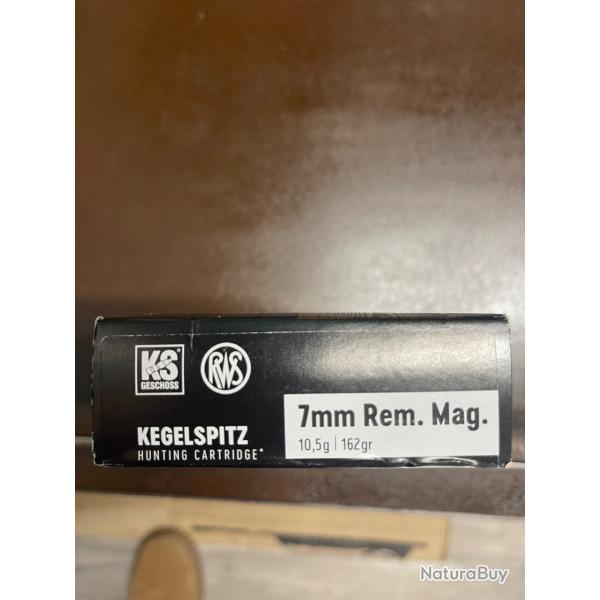 KS
GESCHOSS
RWS
KEGELSPITZ
HUNTING CARTRIDGE*
7mm Rem. Mag.
10,5g | 162gr
NaturaBuy